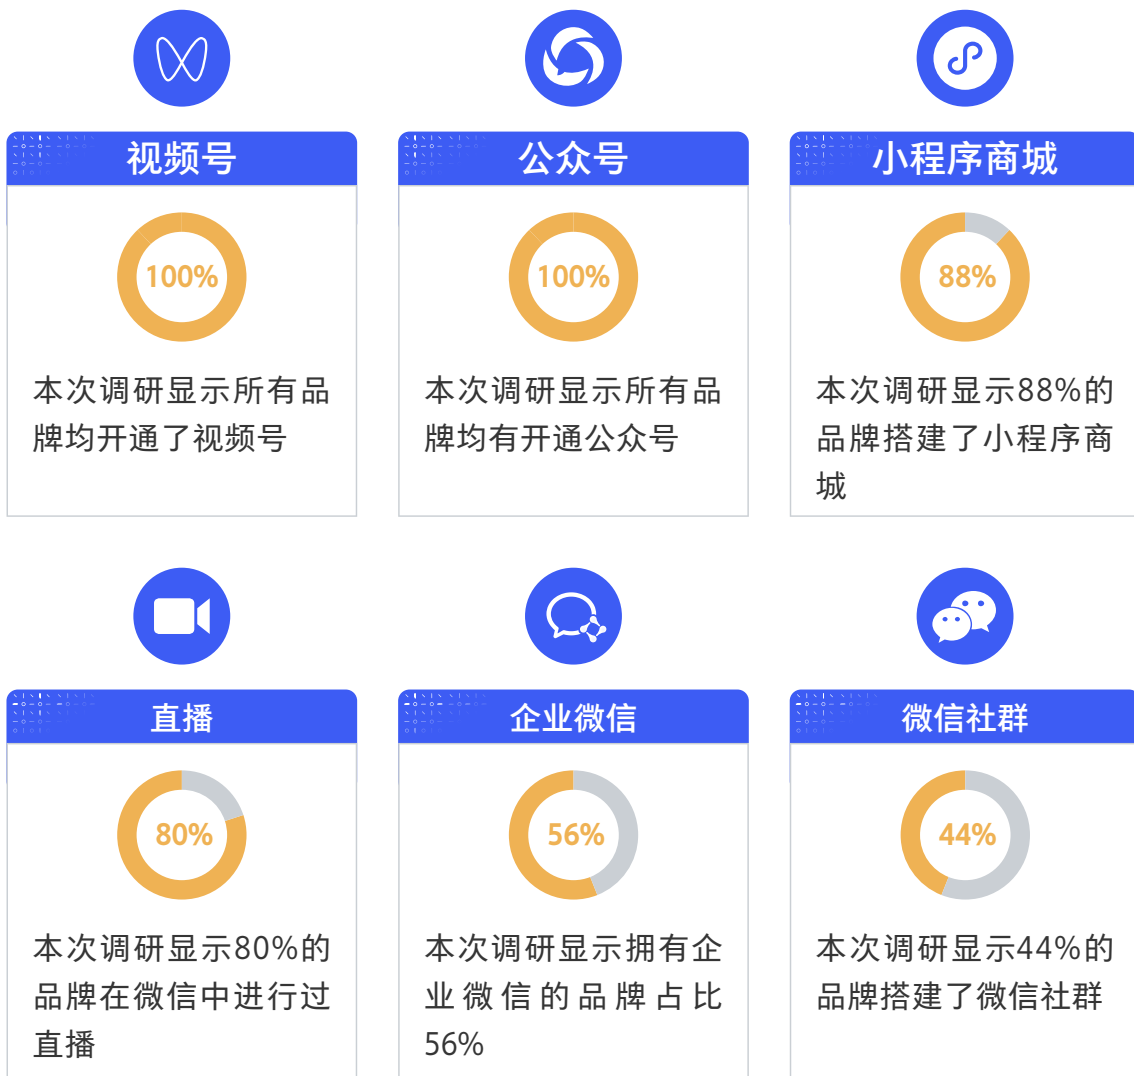 视频号
100%
本次调研显示所有品
牌均开通了视频号
公众号
100%
本次调研显示所有品
牌均有开通公众号
小程序商城
88%
本次调研显示88%的
品牌搭建了小程序商
城
直播
80%
本次调研显示80%的
品牌在微信中进行过
直播
企业微信
56%
本次调研显示拥有企
业微信的品牌占比
56%
微信社群
44%
本次调研显示44%的
品牌搭建了微信社群